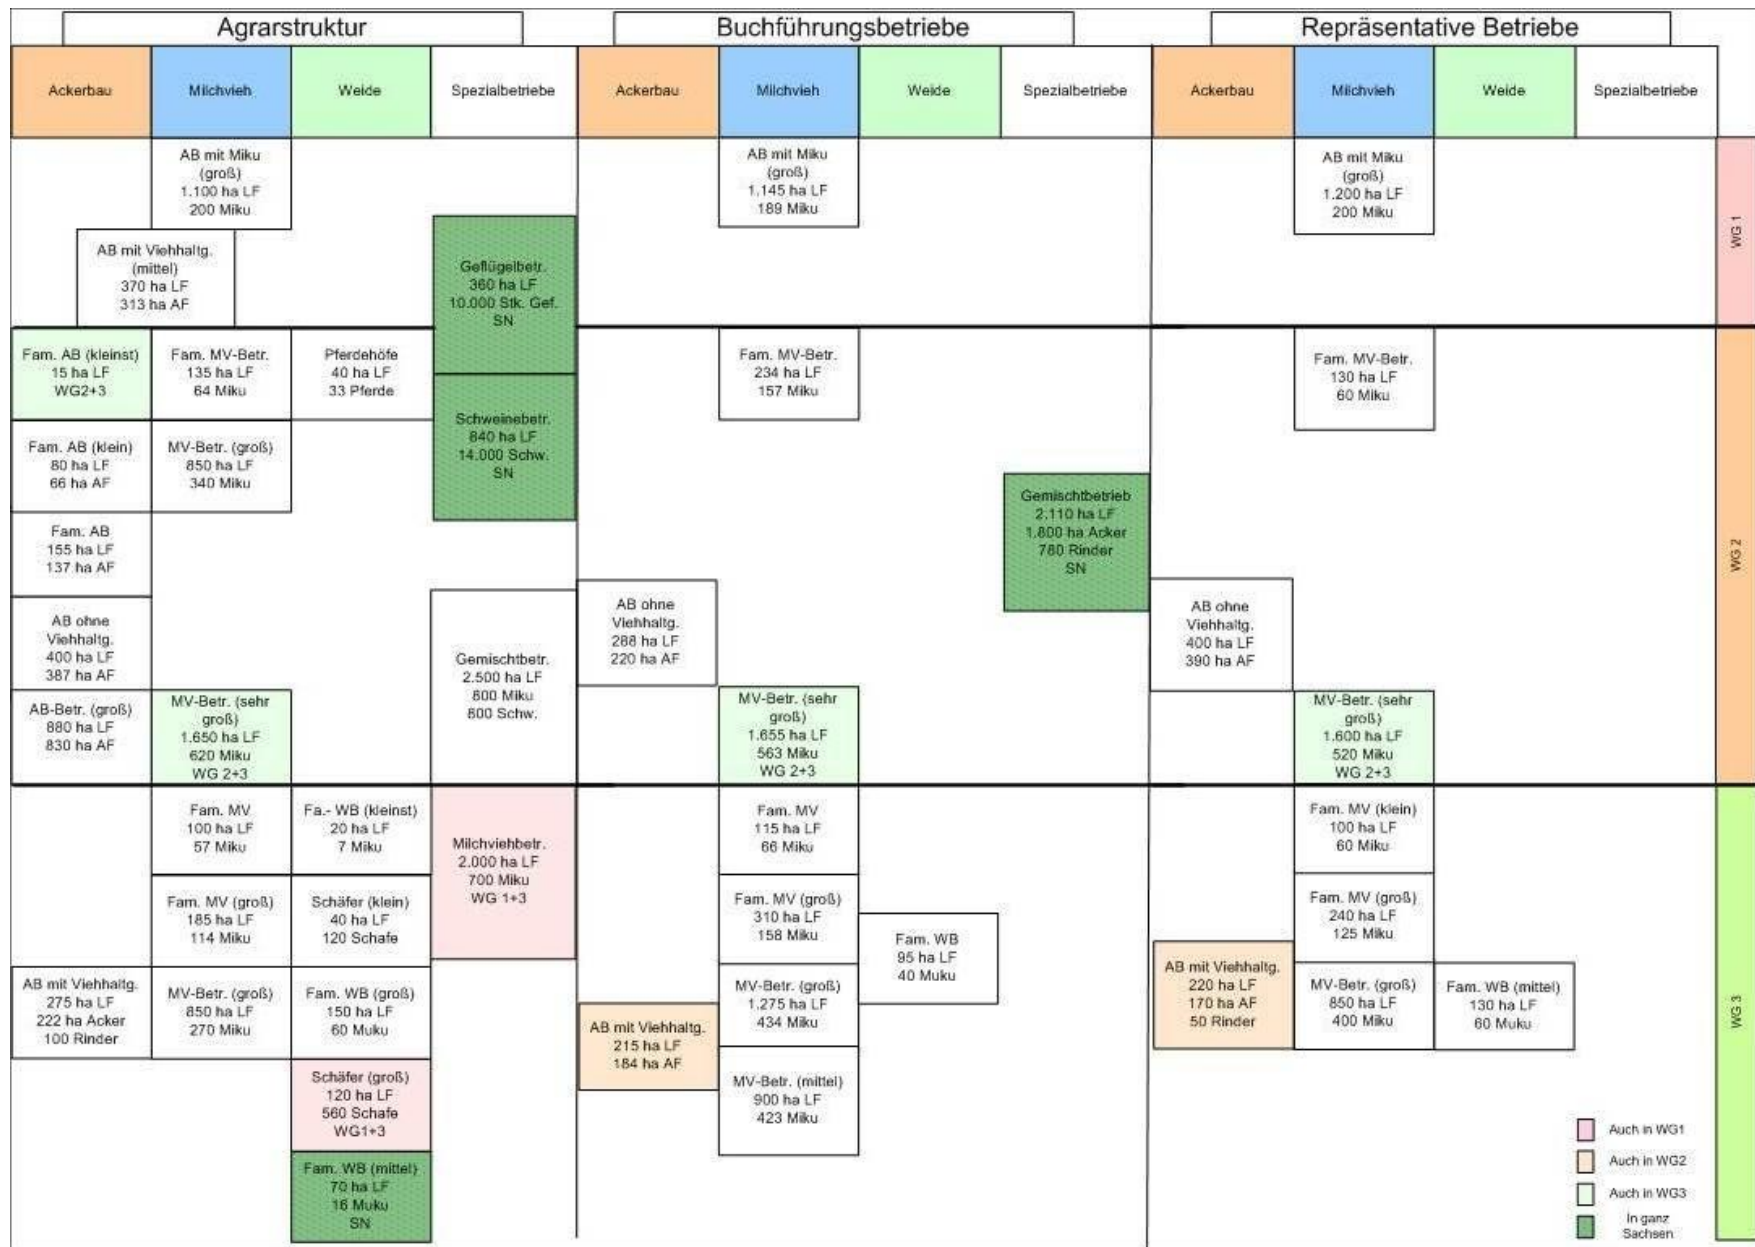 Agrarstruktur
Buchführungsbetriebe
Repräsentative Betriebe
Ackerbau
Milchvieh
Weide
Spezialbetriebe
Ackerbau
Milchvieh
Weide
Spezialbetriebe
Ackerbau
Milchvieh
Weide
Spezialbetriebe
AB mit Miku
(groß)
1.100 ha LF
200 Miku
AB mit Viehhaltg.
(mittel)
370 ha LF
313 ha AF
Geflügelbetr.
360 ha LF
10.000 Stk. Gef.
SN
AB mit Miku
(groß)
1.145 ha LF
189 Miku
AB mit Miku
(groß)
1.200 ha LF
200 Miku
WG 1
Fam. AB (kleinst)
15 ha LF
WG2+3
Fam. MV-Betr.
135 ha LF
64 Miku
Pferdehöfe
40 ha LF
33 Pferde
Schweinebetr.
840 ha LF
14.000 Schw.
SN
Fam. AB (klein)
80 ha LF
66 ha AF
MV-Betr. (groß)
850 ha LF
340 Miku
Fam. AB
155 ha LF
137 ha AF
AB ohne
Viehhaltg.
400 ha LF
387 ha AF
Gemischtbetr.
2.500 ha LF
800 Miku
800 Schw.
AB-Betr. (groß)
880 ha LF
830 ha AF
MV-Betr. (sehr
groß)
1.650 ha LF
620 Miku
WG 2+3
Fam. MV-Betr.
234 ha LF
157 Miku
Gemischtbetrieb
2.110 ha LF
1.800 ha Acker
780 Rinder
SN
AB ohne
Viehhaltg.
288 ha LF
220 ha AF
MV-Betr. (sehr
groß)
1.655 ha LF
563 Miku
WG 2+3
Fam. MV-Betr.
130 ha LF
60 Miku
AB ohne
Viehhaltg.
400 ha LF
390 ha AF
MV-Betr. (sehr
groß)
1.600 ha LF
520 Miku
WG 2+3
WG 2
Fam. MV
100 ha LF
57 Miku
Fa.- WB (kleinst)
20 ha LF
7 Miku
Milchviehbetr.
2.000 ha LF
700 Miku
WG 1+3
Fam. MV (groß)
185 ha LF
114 Miku
Schäfer (klein)
40 ha LF
120 Schafe
AB mit Viehhaltg.
275 ha LF
222 ha Acker
100 Rinder
MV-Betr. (groß)
850 ha LF
270 Miku
Fam. WB (groß)
150 ha LF
60 Muku
Schäfer (groß)
120 ha LF
560 Schafe
WG1+3
Fam. WB (mittel)
70 ha LF
16 Muku
SN
Fam. MV
115 ha LF
66 Miku
Fam. MV (groß)
310 ha LF
158 Miku
Fam. WB
95 ha LF
40 Muku
MV-Betr. (groß)
1.275 ha LF
434 Miku
AB mit Viehhaltg.
215 ha LF
184 ha AF
MV-Betr. (mittel)
900 ha LF
423 Miku
Fam. MV (klein)
100 ha LF
60 Miku
Fam. MV (groß)
240 ha LF
125 Miku
AB mit Viehhaltg.
220 ha LF
170 ha AF
50 Rinder
MV-Betr. (groß)
850 ha LF
400 Miku
Fam. WB (mittel)
130 ha LF
60 Muku
WG 3
Auch in WG1
Auch in WG2
Auch in WG3
In ganz
Sachsen